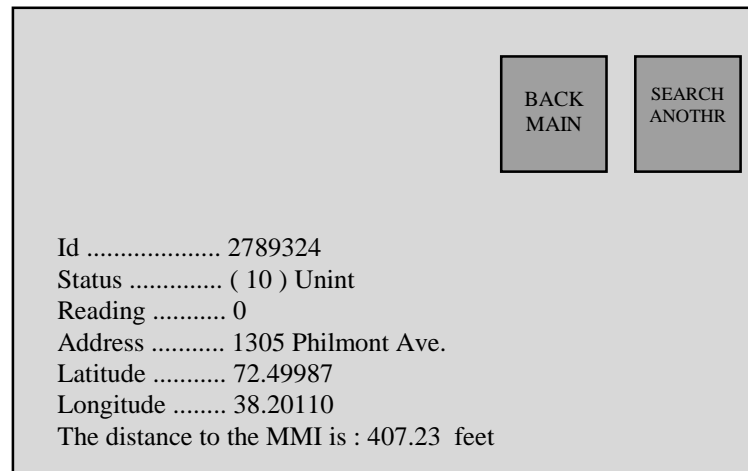 BACK
MAIN
SEARCH
ANOTHR
Id .................... 2789324
Status .............. ( 10 ) Unint
Reading ........... 0
Address ........... 1305 Philmont Ave.
Latitude ........... 72.49987
Longitude ........ 38.20110
The distance to the MMI is : 407.23 feet